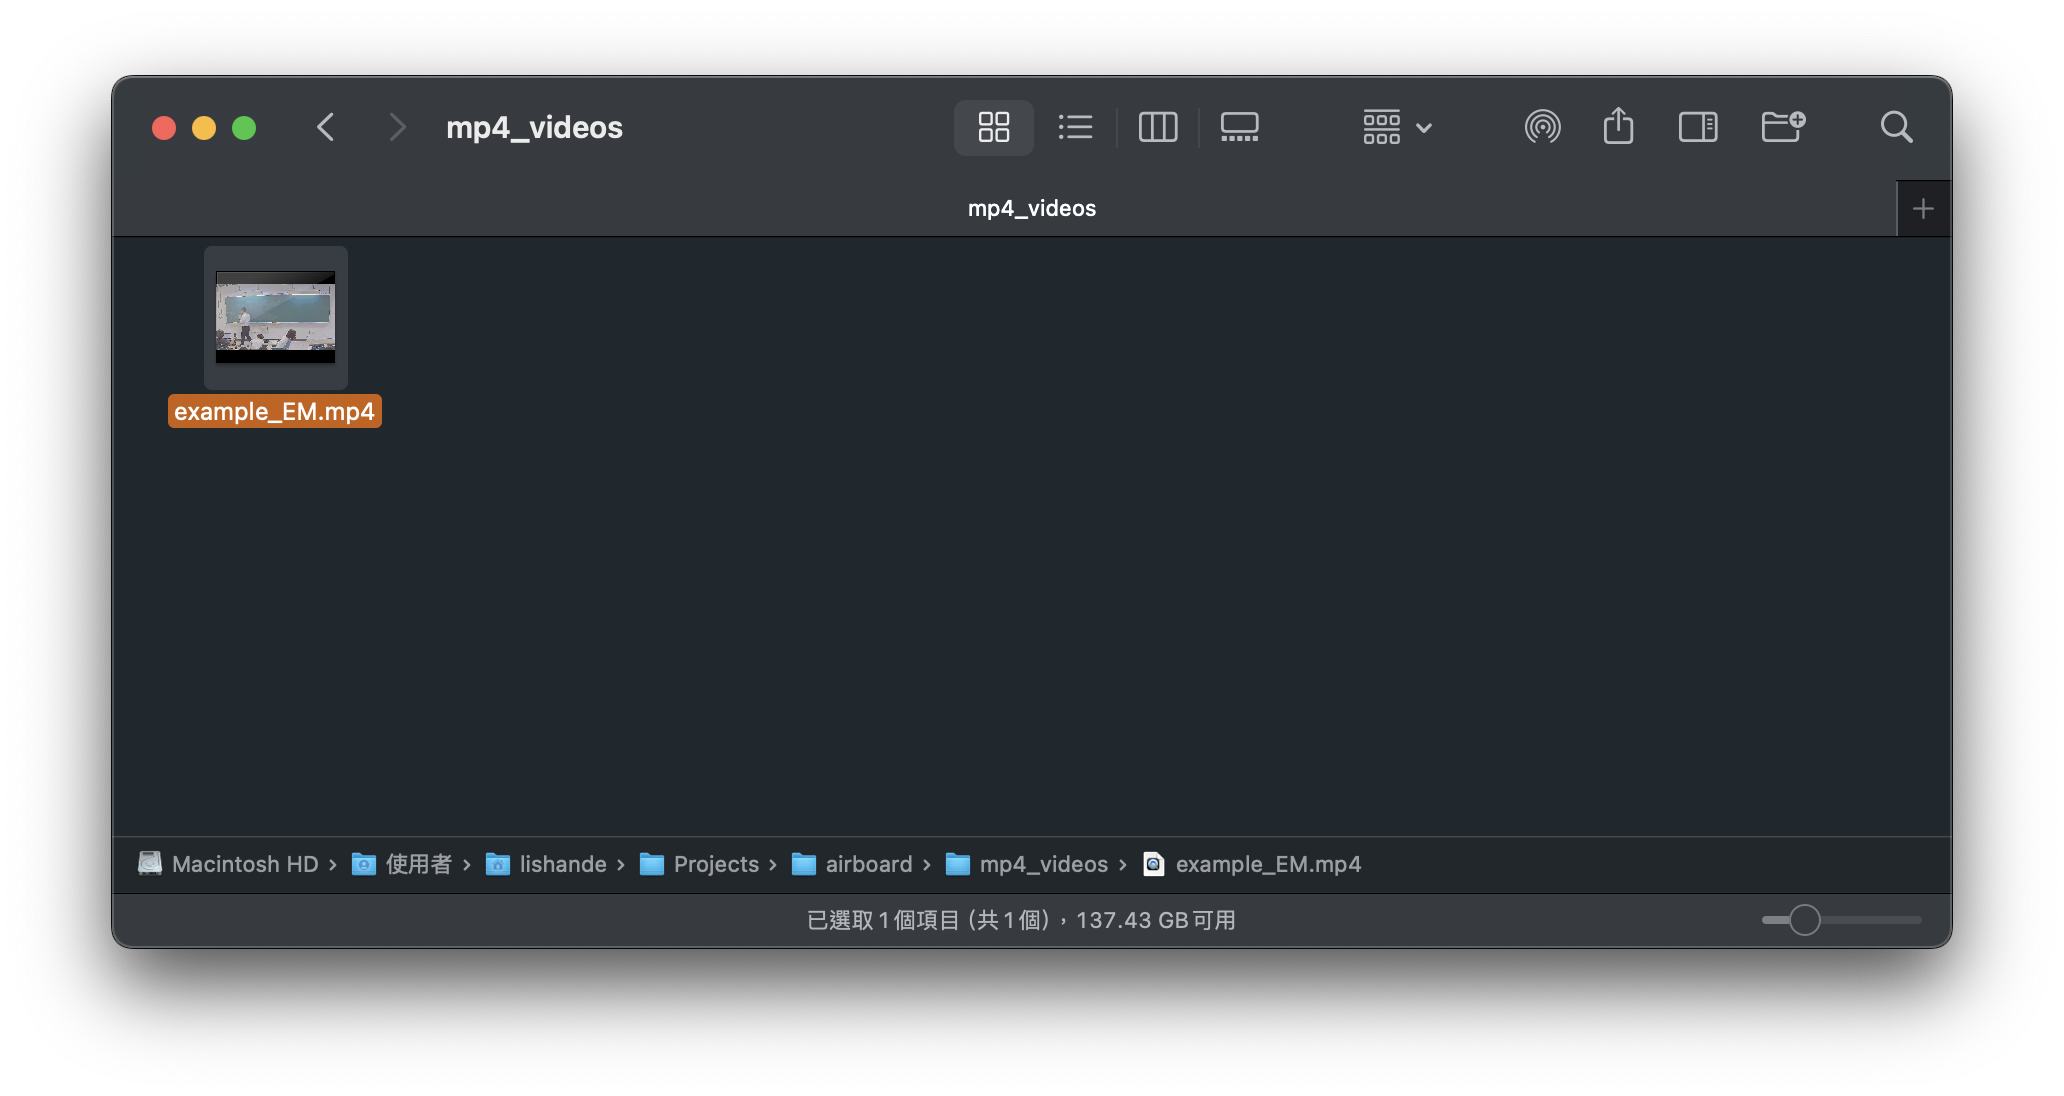 mp4_videos
mp4_videos
example_EM.mp4
Macintosh HD › 使用者 › lishande › Projects › airboard › mp4_videos › example_EM.mp4
已選取 1 個項目 (共 1 個)，137.43 GB 可用